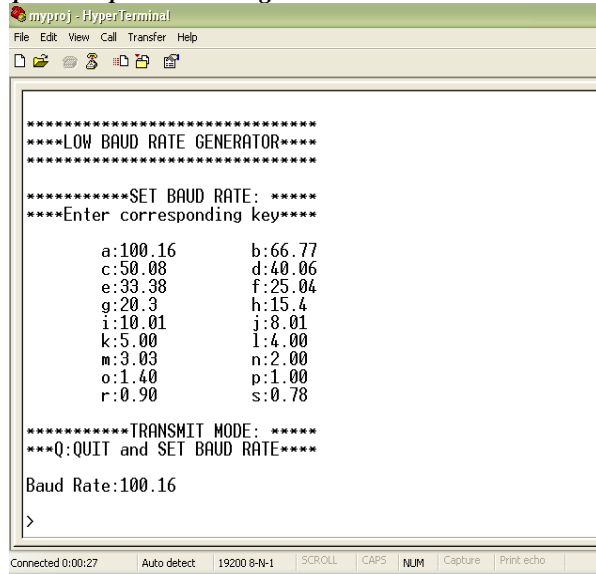 myproj - HyperTerminal
File Edit View Call Transfer Help
*******************************
****LOW BAUD RATE GENERATOR****
*******************************
***********SET BAUD RATE: *****
****Enter corresponding key****
a:100.16 b:66.77
c:50.08 d:40.06
e:33.38 f:25.04
g:20.3 h:15.4
i:10.01 j:8.01
k:5.00 l:4.00
m:3.03 n:2.00
o:1.40 p:1.00
r:0.90 s:0.78
***********TRANSMIT MODE: *****
***Q:QUIT and SET BAUD RATE****
Baud Rate:100.16
>
Connected 0:00:27 Auto detect 19200 8-N-1 SCROLL CAPS NUM Capture Print echo